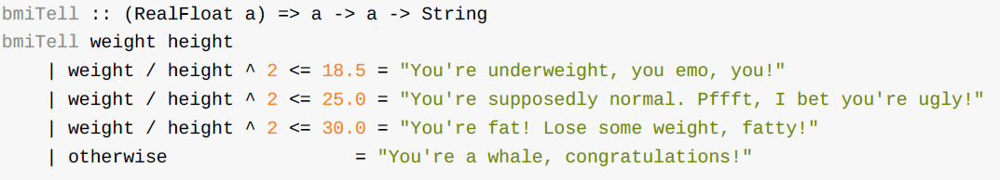 bmiTell :: (RealFloat a) => a -> a -> String
bmiTell weight height
    | weight / height ^ 2 <= 18.5 = "You're underweight, you emo, you!"
    | weight / height ^ 2 <= 25.0 = "You're supposedly normal. Pffft, I bet you're ugly!"
    | weight / height ^ 2 <= 30.0 = "You're fat! Lose some weight, fatty!"
    | otherwise                 = "You're a whale, congratulations!"